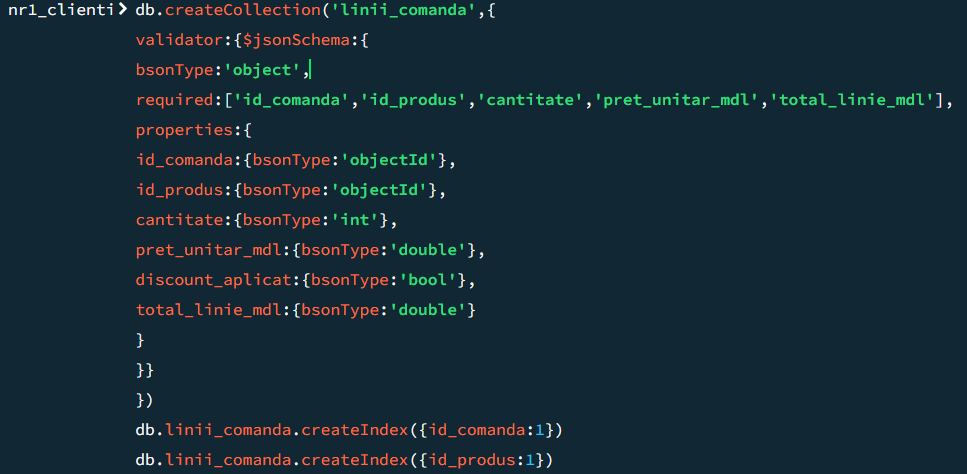 nr1_clienti> db.createCollection('linii_comanda',{
validator:{$jsonSchema:{
bsonType:'object',
required:['id_comanda','id_produs','cantitate','pret_unitar_mdl','total_linie_mdl'],
properties:{
id_comanda:{bsonType:'objectId'},
id_produs:{bsonType:'objectId'},
cantitate:{bsonType:'int'},
pret_unitar_mdl:{bsonType:'double'},
discount_aplicat:{bsonType:'bool'},
total_linie_mdl:{bsonType:'double'}
}
}}
})
db.linii_comanda.createIndex({id_comanda:1})
db.linii_comanda.createIndex({id_produs:1})